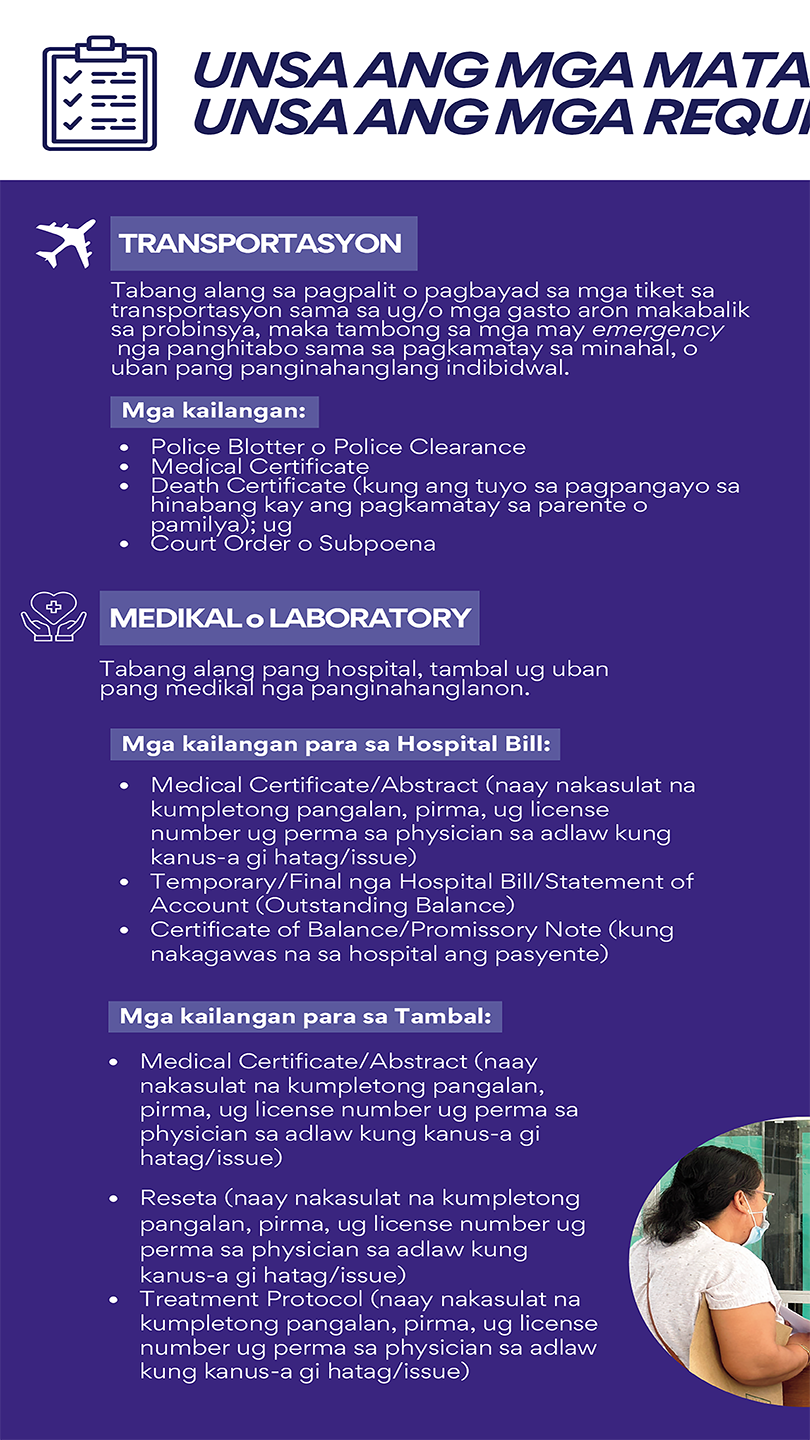 UNSA ANG MGA MATA
UNSA ANG MGA REQUI
TRANSPORTASYON
Tabang alang sa pagpalit o pagbayad sa mga tiket sa
transportasyon sama sa ug/o mga gasto aron makabalik
sa probinsya, maka tambong sa mga may emergency
nga panghitabo sama sa pagkamatay sa minahal, o
uban pang panginahanglang indibidwal.
Mga kailangan:
• Police Blotter o Police Clearance
• Medical Certificate
• Death Certificate (kung ang tuyo sa pagpangayo sa
hinabang kay ang pagkamatay sa parente o
pamilya); ug
• Court Order o Subpoena
MEDIKAL o LABORATORY
Tabang alang pang hospital, tambal ug uban
pang medikal nga panginahanglanon.
Mga kailangan para sa Hospital Bill:
• Medical Certificate/Abstract (naay nakasulat na
kumpletong pangalan, pirma, ug license
number ug perma sa physician sa adlaw kung
kanus-a gi hatag/issue)
• Temporary/Final nga Hospital Bill/Statement of
Account (Outstanding Balance)
• Certificate of Balance/Promissory Note (kung
nakagawas na sa hospital ang pasyente)
Mga kailangan para sa Tambal:
• Medical Certificate/Abstract (naay
nakasulat na kumpletong pangalan,
pirma, ug license number ug perma sa
physician sa adlaw kung kanus-a gi
hatag/issue)
• Reseta (naay nakasulat na kumpletong
pangalan, pirma, ug license number ug
perma sa physician sa adlaw kung
kanus-a gi hatag/issue)
• Treatment Protocol (naay nakasulat na
kumpletong pangalan, pirma, ug license
number ug perma sa physician sa adlaw
kung kanus-a gi hatag/issue)